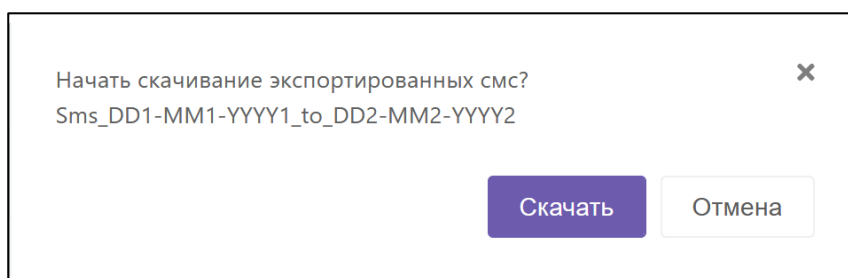 Начать скачивание экспортированных смс?
Sms_DD1-MM1-YYYY1_to_DD2-MM2-YYYY2
Скачать
Отмена